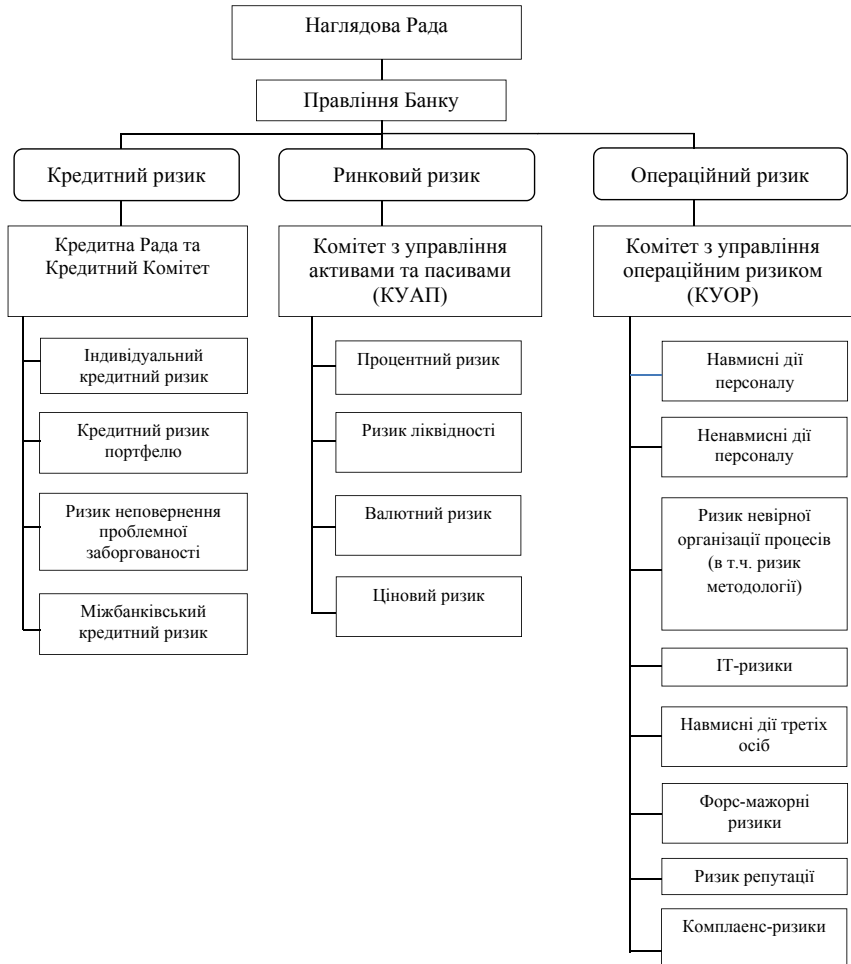 Наглядова Рада
Правління Банку
Кредитний ризик
Ринковий ризик
Операційний ризик
Кредитна Рада та
Кредитний Комітет
Комітет з управління
активами та пасивами
(КУАП)
Комітет з управління
операційним ризиком
(КУОР)
Індивідуальний
кредитний ризик
Кредитний ризик
портфелю
Ризик неповернення
проблемної
заборгованості
Міжбанківський
кредитний ризик
Процентний ризик
Ризик ліквідності
Валютний ризик
Ціновий ризик
Навмисні дії
персоналу
Ненавмисні дії
персоналу
Ризик невірної
організації процесів
(в т.ч. ризик
методології)
ІТ-ризики
Навмисні дії третіх
осіб
Форс-мажорні
ризики
Ризик репутації
Комплаенс-ризики